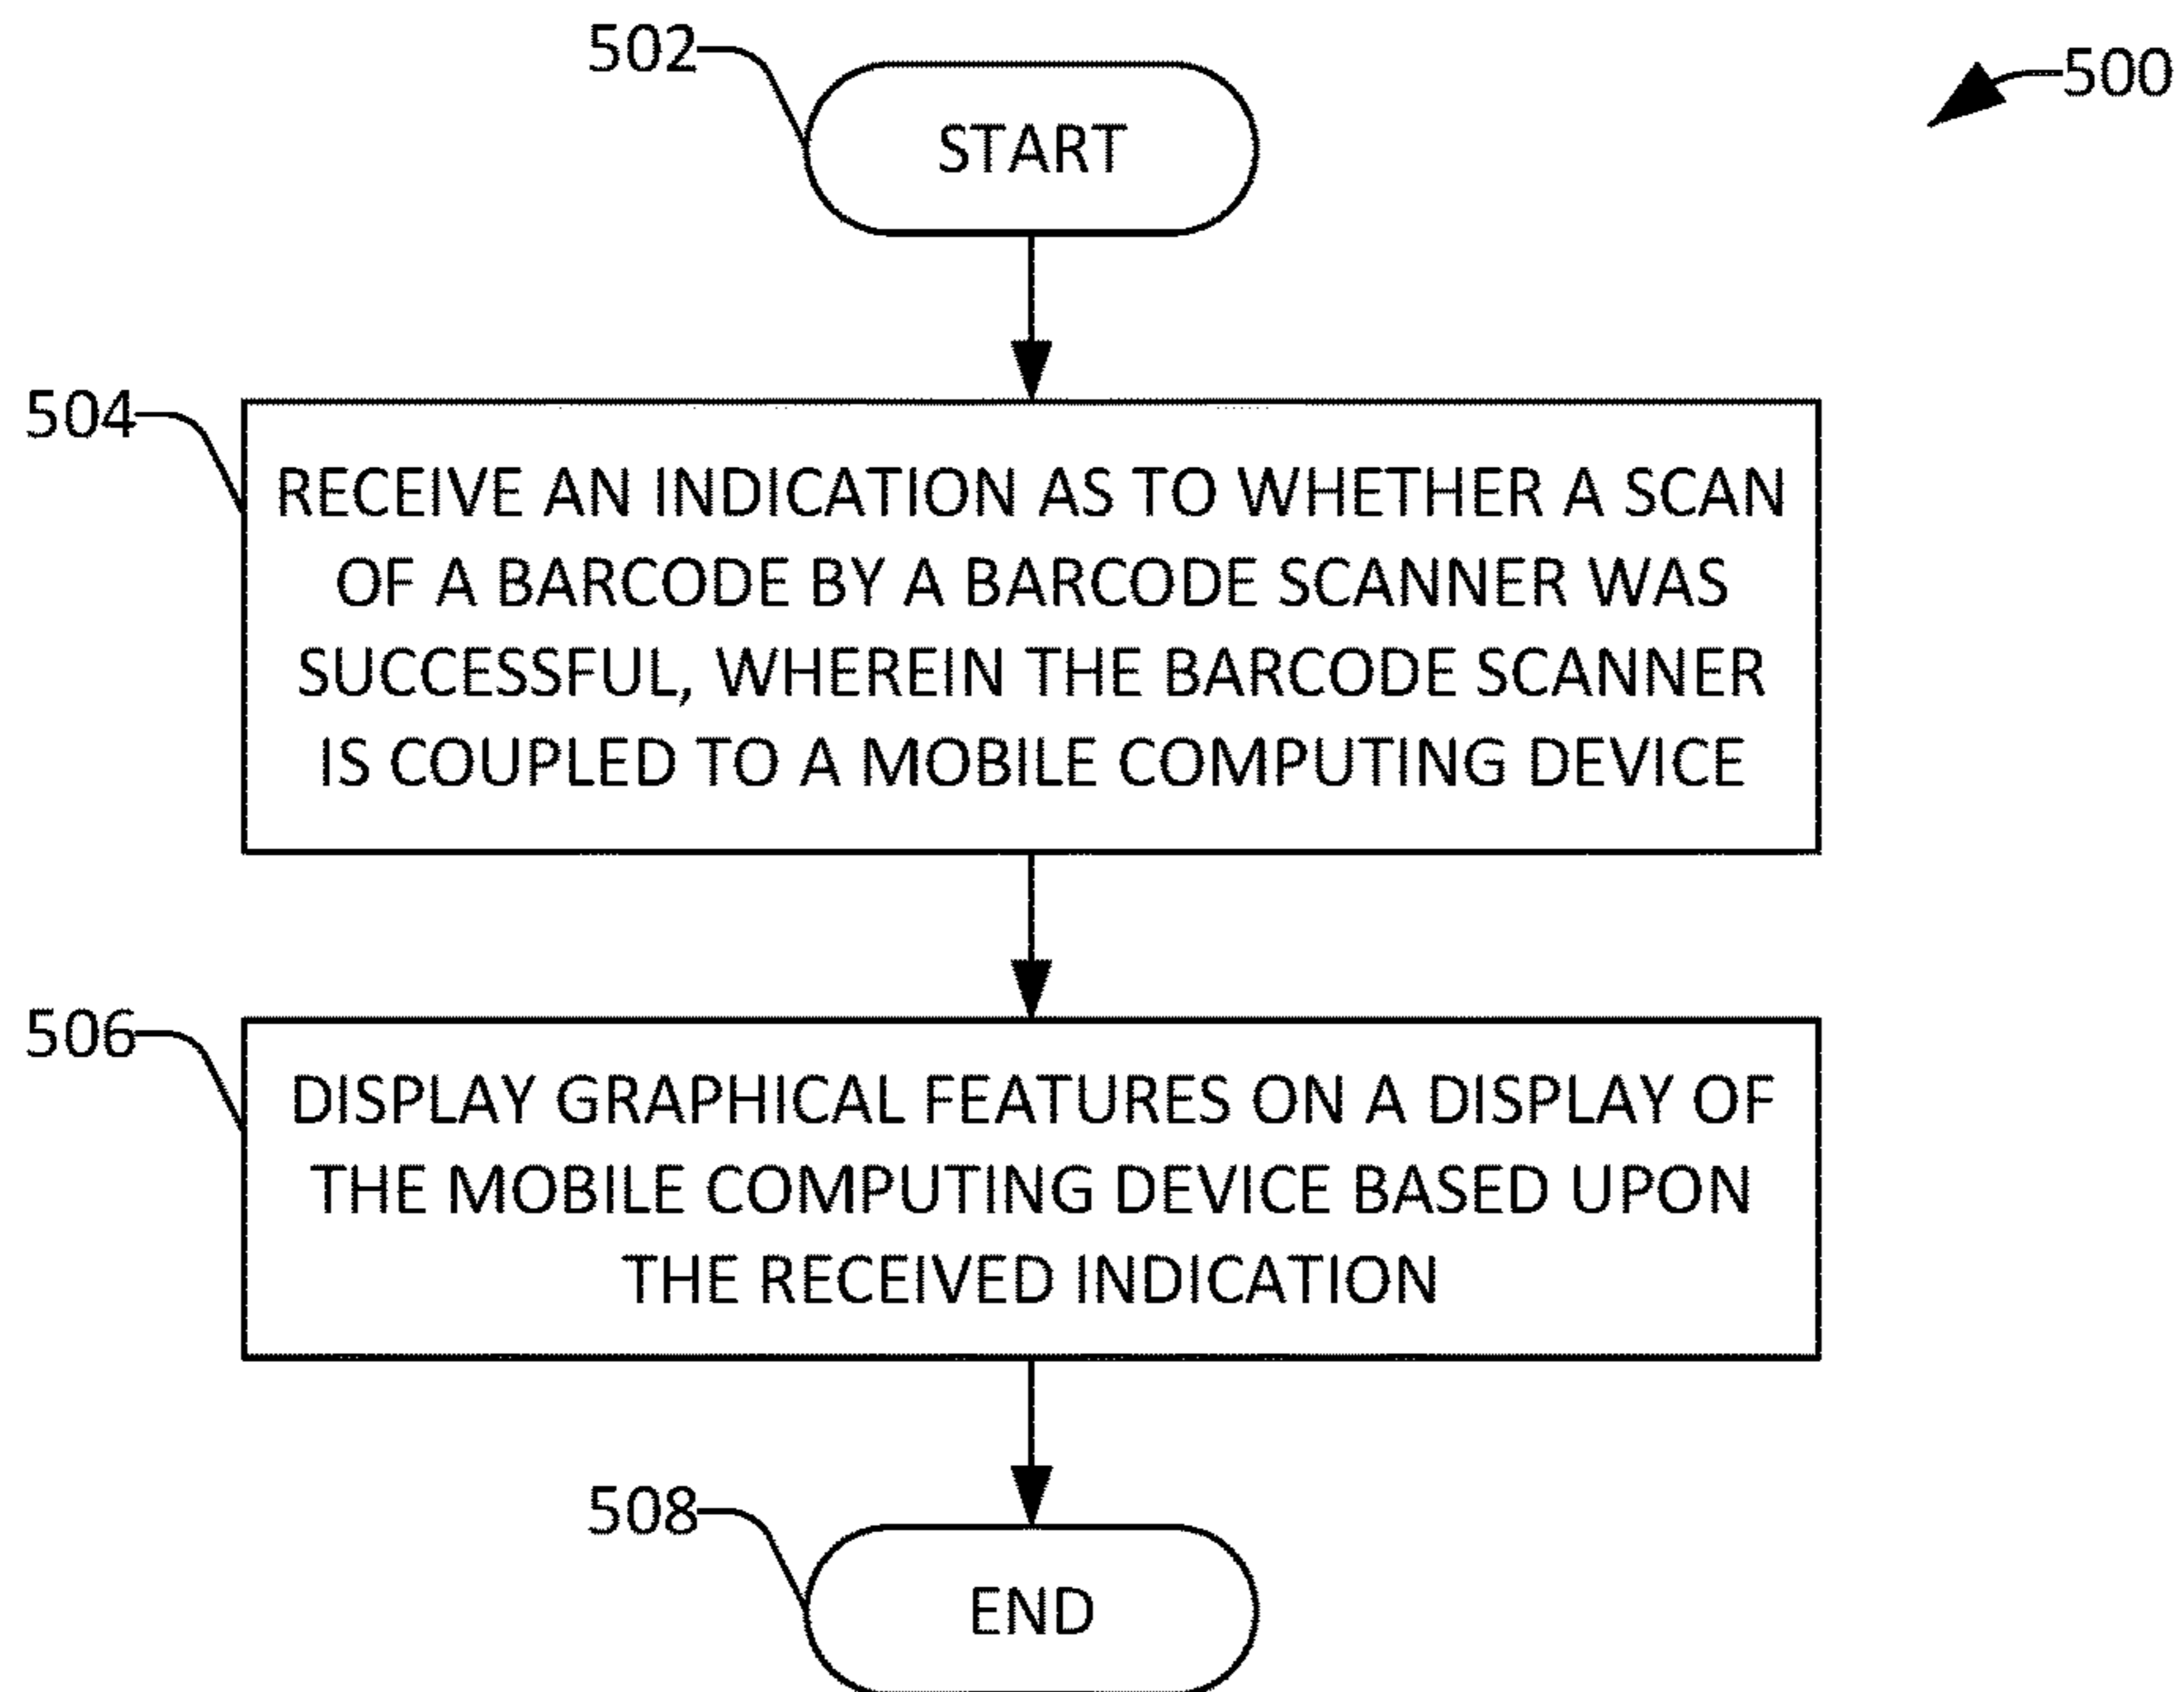 502
500
START
504
RECEIVE AN INDICATION AS TO WHETHER A SCAN
OF A BARCODE BY A BARCODE SCANNER WAS
SUCCESSFUL, WHEREIN THE BARCODE SCANNER
IS COUPLED TO A MOBILE COMPUTING DEVICE
506
DISPLAY GRAPHICAL FEATURES ON A DISPLAY OF
THE MOBILE COMPUTING DEVICE BASED UPON
THE RECEIVED INDICATION
508
END